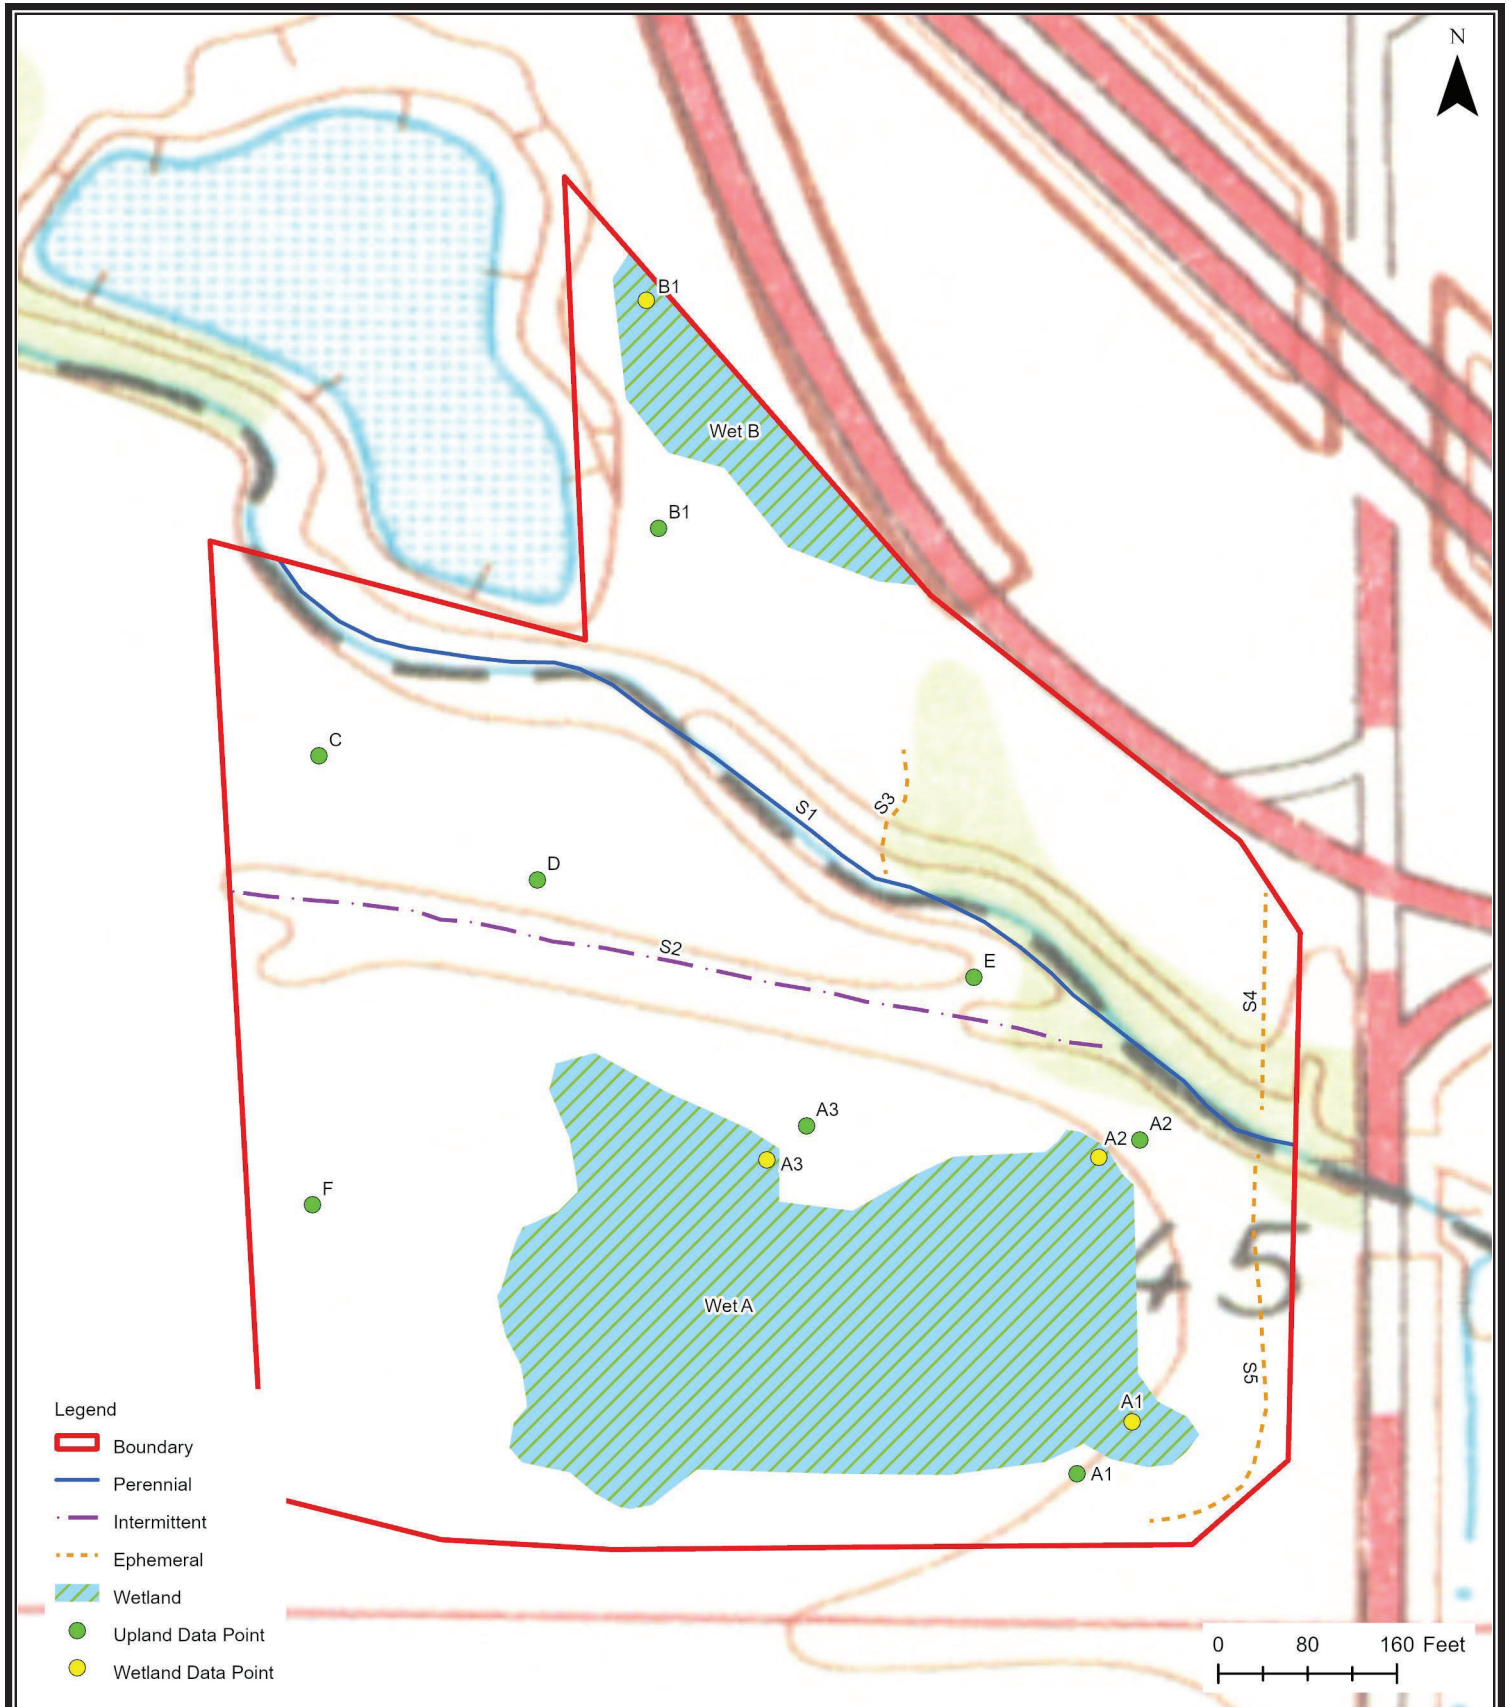 N
B1
Wet B
B1
C
S1
S3
D
S2
E
S4
A3
A2
A2
A3
F
45
Wet A
S5
A1
A1
Legend
Boundary
Perennial
Intermittent
Ephemeral
Wetland
Upland Data Point
Wetland Data Point
0 80 160 Feet